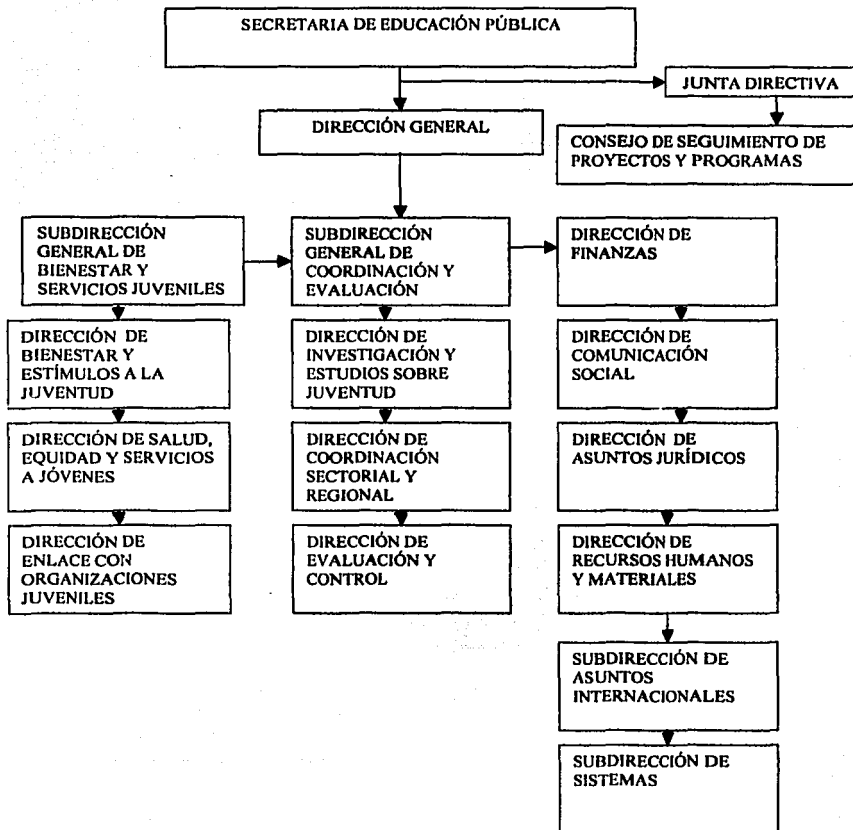 SECRETARIA DE EDUCACIÓN PÚBLICA
JUNTA DIRECTIVA
DIRECCIÓN GENERAL
CONSEJO DE SEGUIMIENTO DE
PROYECTOS Y PROGRAMAS
SUBDIRECCIÓN
GENERAL DE
BIENESTAR Y
SERVICIOS JUVENILES
SUBDIRECCIÓN
GENERAL DE
COORDINACIÓN Y
EVALUACIÓN
DIRECCIÓN DE
FINANZAS
DIRECCIÓN DE
BIENESTAR Y
ESTÍMULOS A LA
JUVENTUD
DIRECCIÓN DE
INVESTIGACIÓN Y
ESTUDIOS SOBRE
JUVENTUD
DIRECCIÓN DE
COMUNICACIÓN
SOCIAL
DIRECCIÓN DE SALUD,
EQUIDAD Y SERVICIOS
A JÓVENES
DIRECCIÓN DE
COORDINACIÓN
SECTORIAL Y
REGIONAL
DIRECCIÓN DE
ASUNTOS JURÍDICOS
DIRECCIÓN DE
ENLACE CON
ORGANIZACIONES
JUVENILES
DIRECCIÓN DE
EVALUACIÓN Y
CONTROL
DIRECCIÓN DE
RECURSOS HUMANOS
Y MATERIALES
SUBDIRECCIÓN DE
ASUNTOS
INTERNACIONALES
SUBDIRECCIÓN DE
SISTEMAS